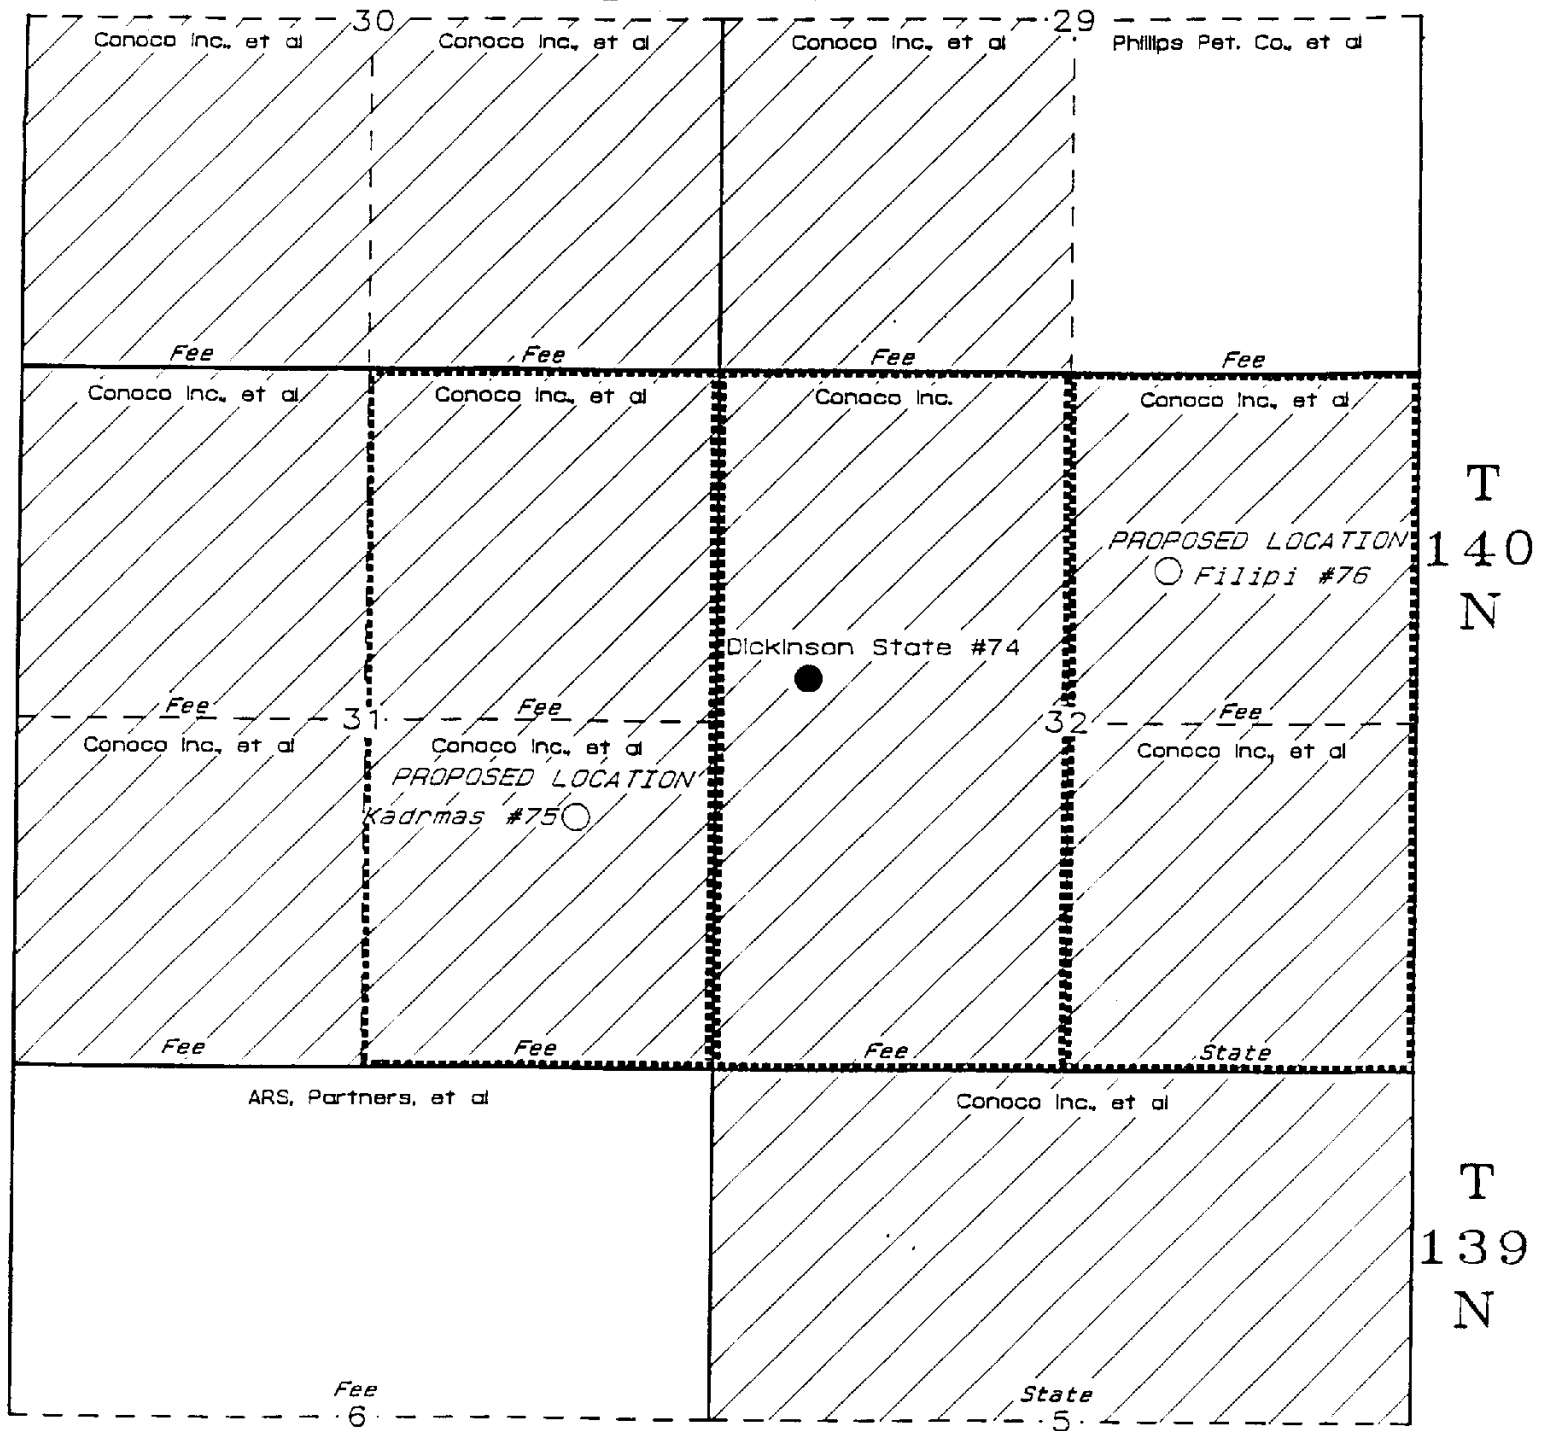 30
29
Conoco Inc., et al
Conoco Inc., et al
Conoco Inc., et al
Phillips Pet. Co., et al
Fee
Fee
Fee
Fee
Conoco Inc., et al
Conoco Inc., et al
Conoco Inc.
Conoco Inc., et al
T
140
N
PROPOSED LOCATION
Filipi #76
Dickinson State #74
Fee
Fee
Fee
31
32
Conoco Inc., et al
Conoco Inc., et al
Conoco Inc., et al
PROPOSED LOCATION
Kadrmas #75
Fee
Fee
Fee
State
ARS, Partners, et al
Conoco Inc., et al
T
139
N
Fee
State
6
5